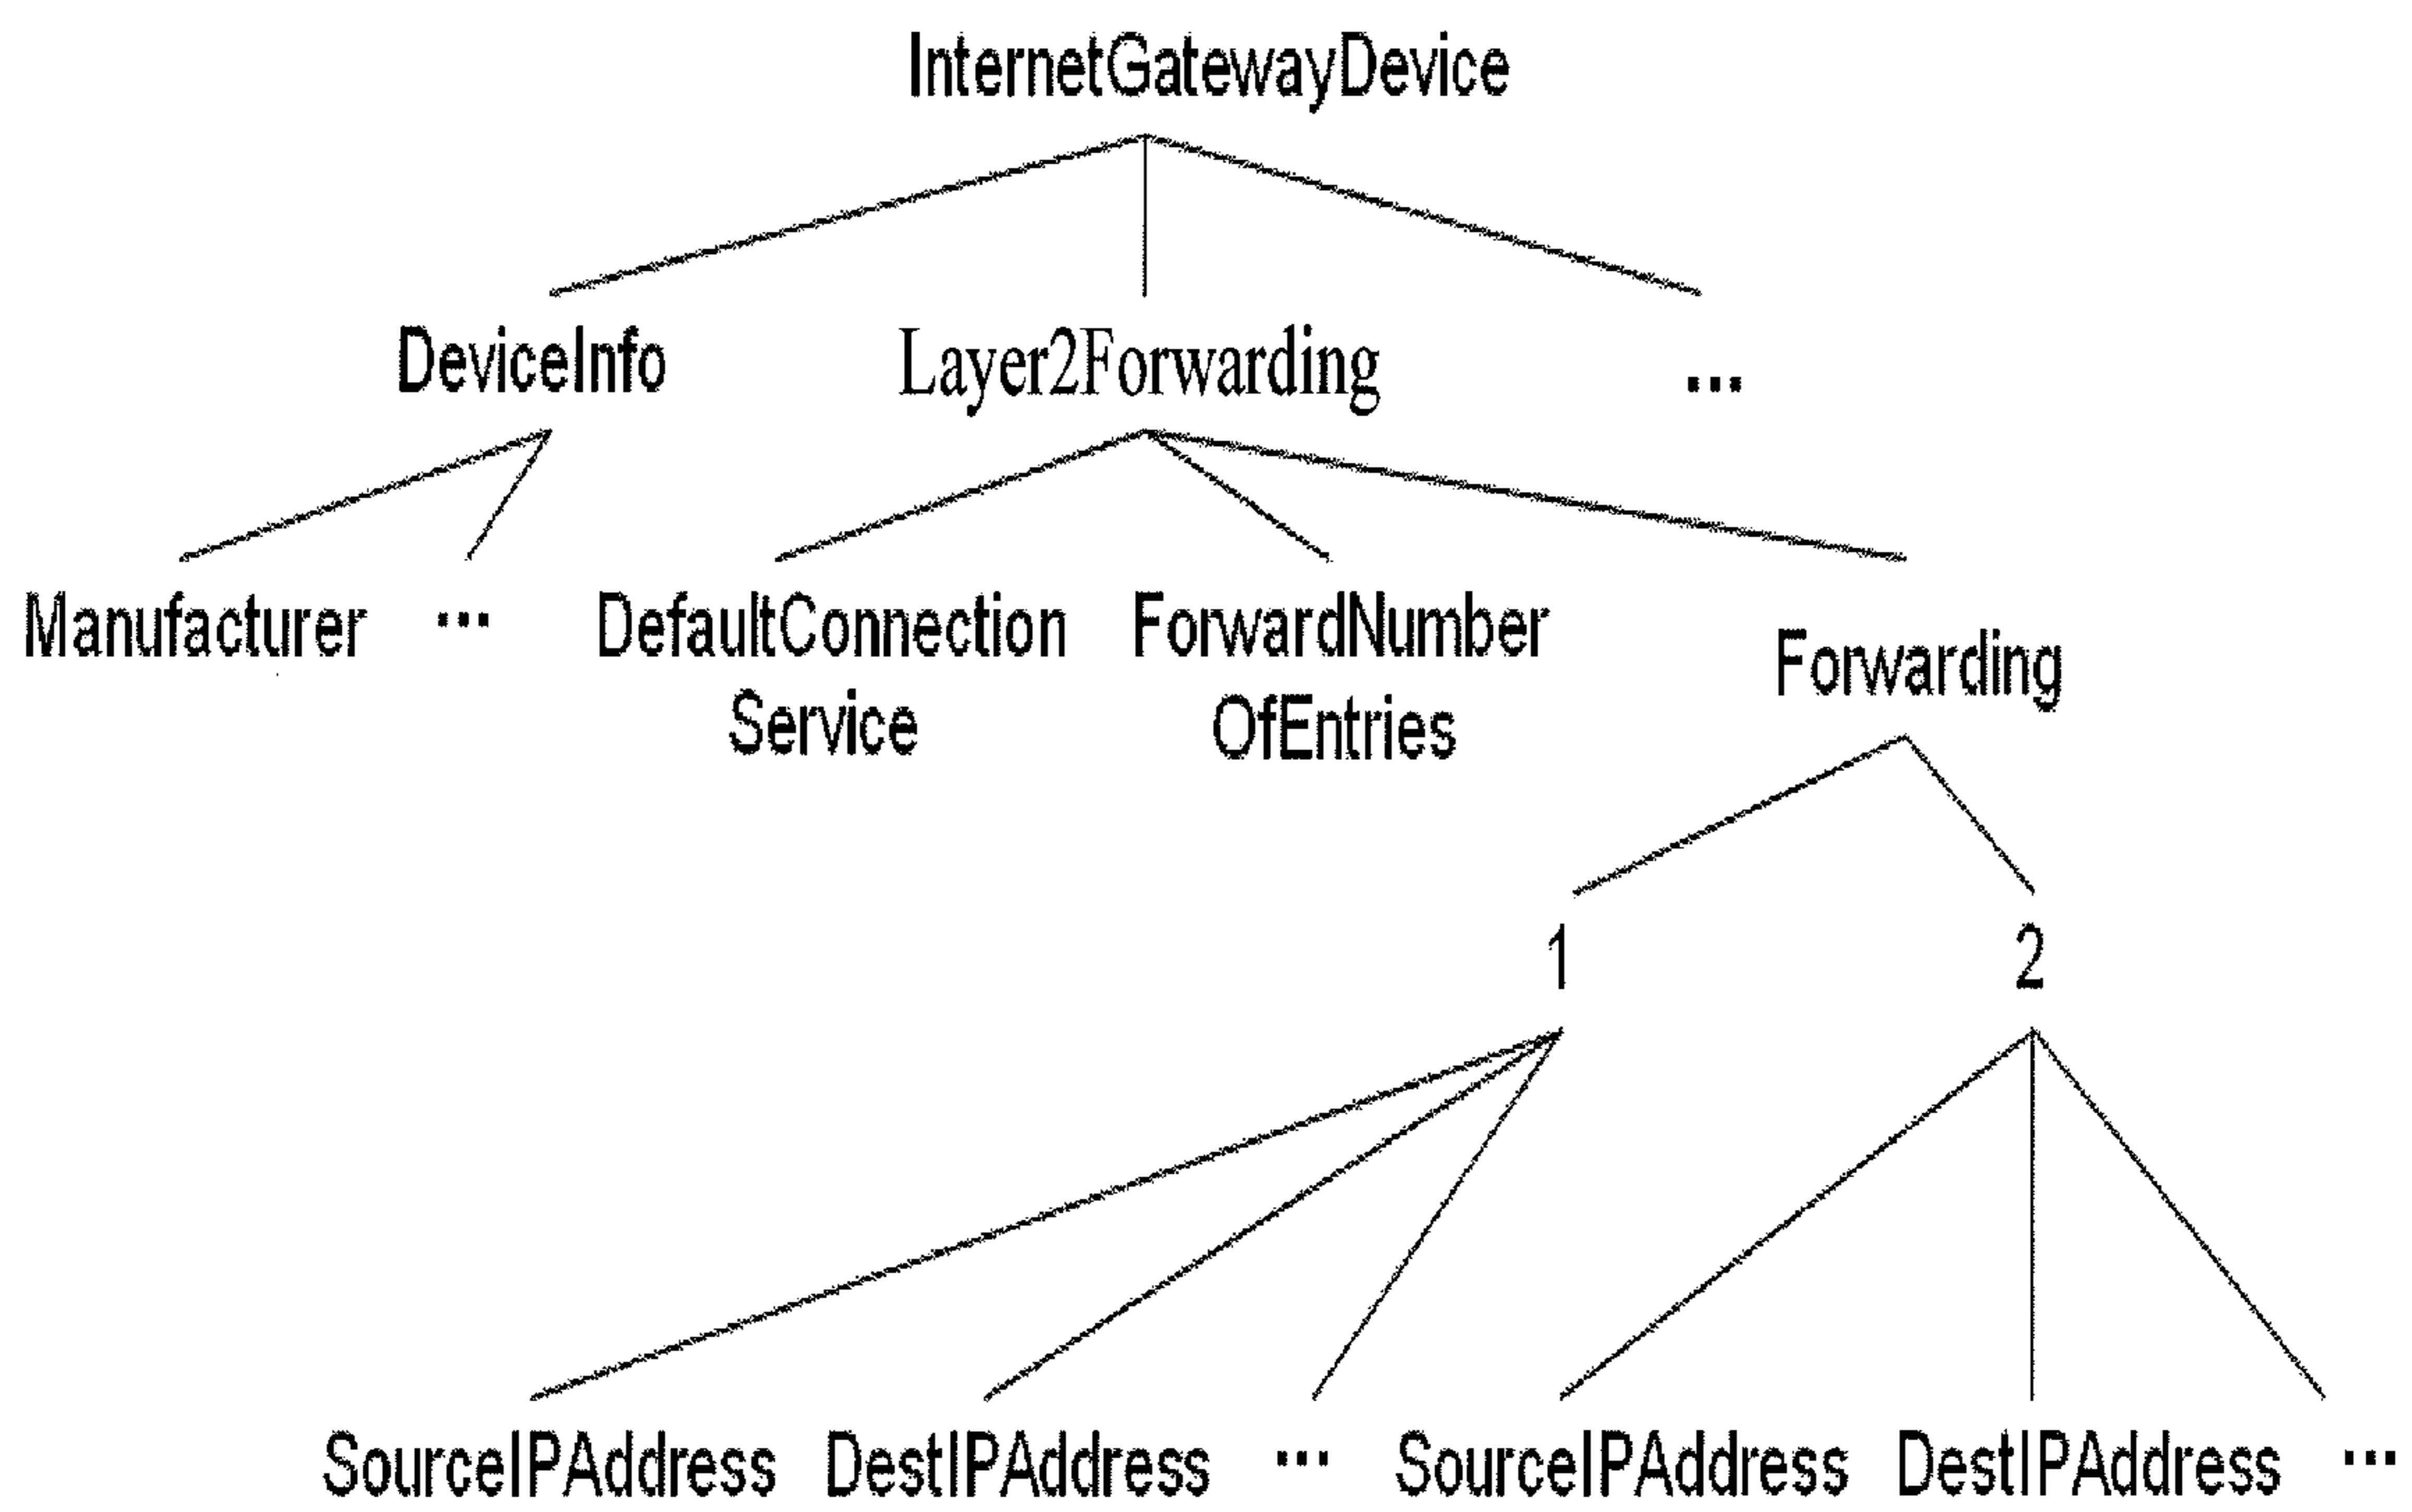 InternetGatewayDevice
DeviceInfo Layer2Forwarding ...
Manufacturer ... DefaultConnection ForwardNumber
Forwarding
Service OfEntries
1 2
SourceIPAddress DestIPAddress ... SourceIPAddress DestIPAddress ...